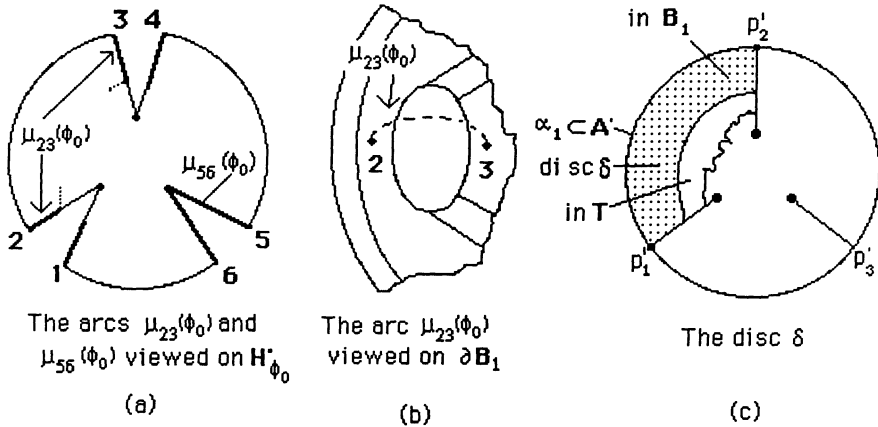 3 4
μ₂₃(φ₀)
μ₅₆(φ₀)
2
5
1
6
The arcs μ₂₃(φ₀) and
μ₅₆(φ₀) viewed on H*φ₀
(a)
μ₂₃(φ₀)
2
3
The arc μ₂₃(φ₀)
viewed on ∂B₁
(b)
in B₁
p'₂
α₁⊂A'
disc δ
in T
p'₁
p'₃
The disc δ
(c)